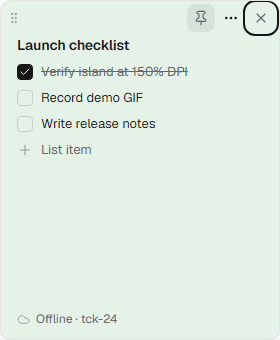 Launch checklist
Verify island at 150% DPI
Record demo GIF
Write release notes
List item
Offline · tck-24